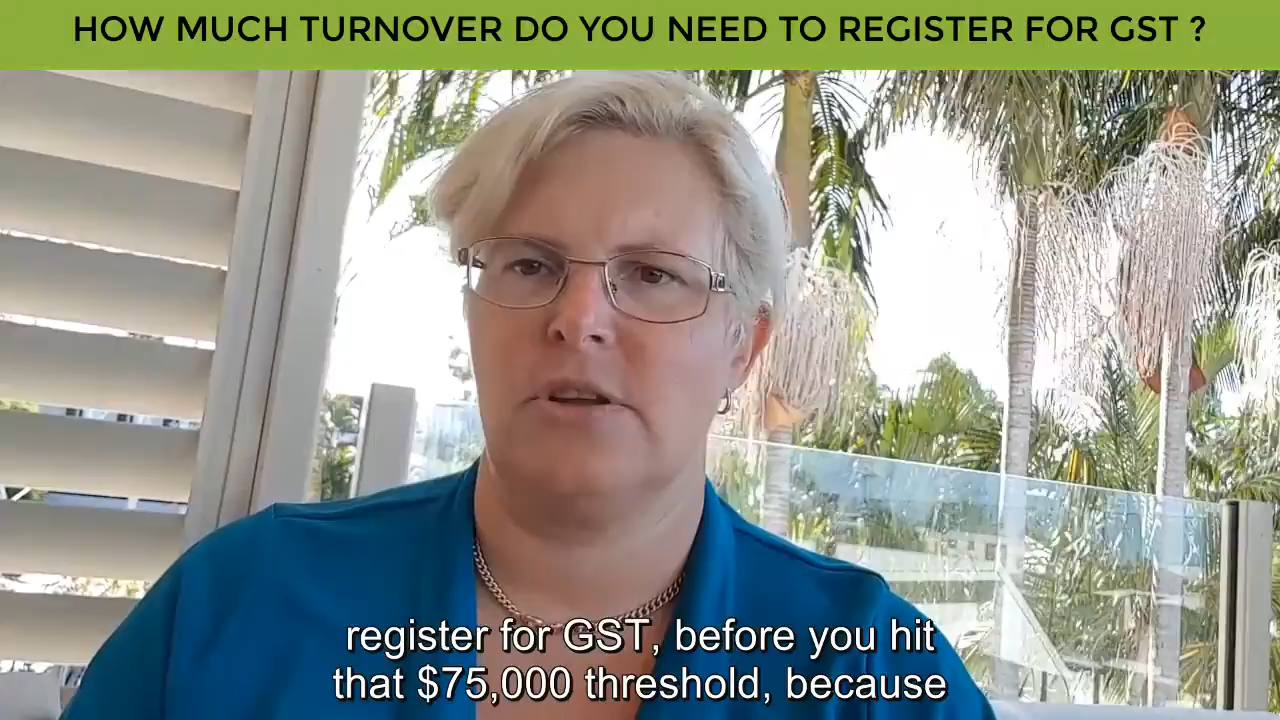 HOW MUCH TURNOVER DO YOU NEED TO REGISTER FOR GST ?
register for GST, before you hit
that $75,000 threshold, because